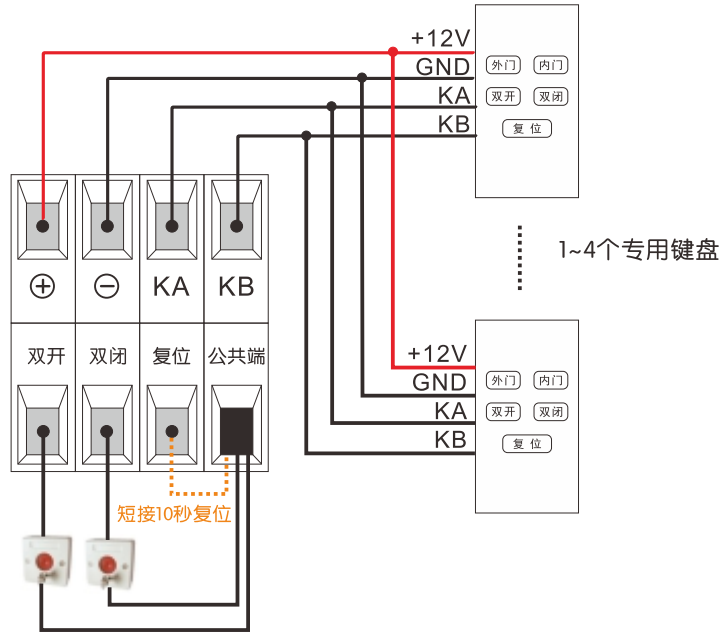 +12V
GND
KA
KB
外门 内门
双开 双闭
复 位
1~4个专用键盘
⊕ ⊖ KA KB
双开 双闭 复位 公共端
短接10秒复位
+12V
GND
KA
KB
外门 内门
双开 双闭
复 位